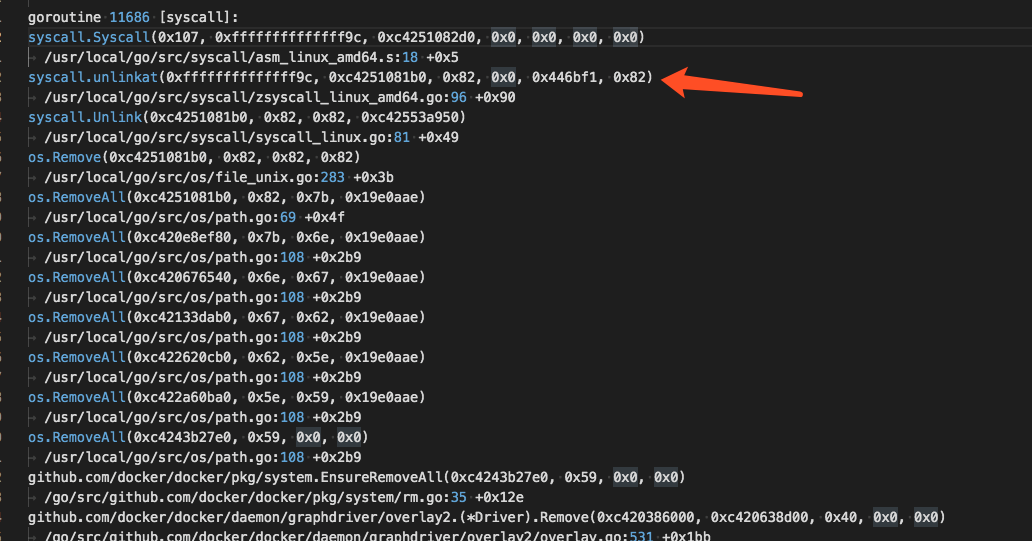 goroutine 11686 [syscall]:
syscall.Syscall(0x107, 0xffffffffffffff9c, 0xc4251082d0, 0x0, 0x0, 0x0, 0x0)
/usr/local/go/src/syscall/asm_linux_amd64.s:18 +0x5
syscall.unlinkat(0xffffffffffffff9c, 0xc4251081b0, 0x82, 0x0, 0x446bf1, 0x82)
/usr/local/go/src/syscall/zsyscall_linux_amd64.go:96 +0x90
syscall.Unlink(0xc4251081b0, 0x82, 0x82, 0xc42553a950)
/usr/local/go/src/syscall/syscall_linux.go:81 +0x49
os.Remove(0xc4251081b0, 0x82, 0x82, 0x82)
/usr/local/go/src/os/file_unix.go:283 +0x3b
os.RemoveAll(0xc4251081b0, 0x82, 0x7b, 0x19e0aae)
/usr/local/go/src/os/path.go:69 +0x4f
os.RemoveAll(0xc420e8ef80, 0x7b, 0x6e, 0x19e0aae)
/usr/local/go/src/os/path.go:108 +0x2b9
os.RemoveAll(0xc420676540, 0x6e, 0x67, 0x19e0aae)
/usr/local/go/src/os/path.go:108 +0x2b9
os.RemoveAll(0xc42133dab0, 0x67, 0x62, 0x19e0aae)
/usr/local/go/src/os/path.go:108 +0x2b9
os.RemoveAll(0xc422620cb0, 0x62, 0x5e, 0x19e0aae)
/usr/local/go/src/os/path.go:108 +0x2b9
os.RemoveAll(0xc422a60ba0, 0x5e, 0x59, 0x19e0aae)
/usr/local/go/src/os/path.go:108 +0x2b9
os.RemoveAll(0xc4243b27e0, 0x59, 0x0, 0x0)
/usr/local/go/src/os/path.go:108 +0x2b9
github.com/docker/docker/pkg/system.EnsureRemoveAll(0xc4243b27e0, 0x59, 0x0, 0x0)
/go/src/github.com/docker/docker/pkg/system/rm.go:35 +0x12e
github.com/docker/docker/daemon/graphdriver/overlay2.(*Driver).Remove(0xc420386000, 0xc420638d00, 0x40, 0x0, 0x0)
/go/src/github.com/docker/docker/daemon/graphdriver/overlay2/overlay.go:531 +0x1bb